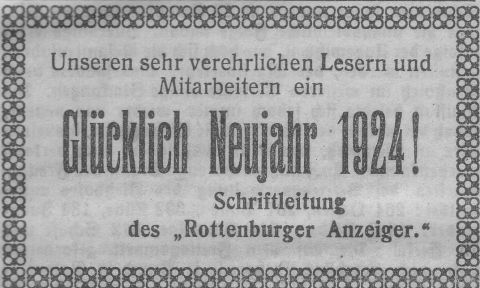 Unseren sehr verehrlichen Lesern und
Mitarbeitern ein
Glücklich Neujahr 1924!
Schriftleitung
des „Rottenburger Anzeiger.“